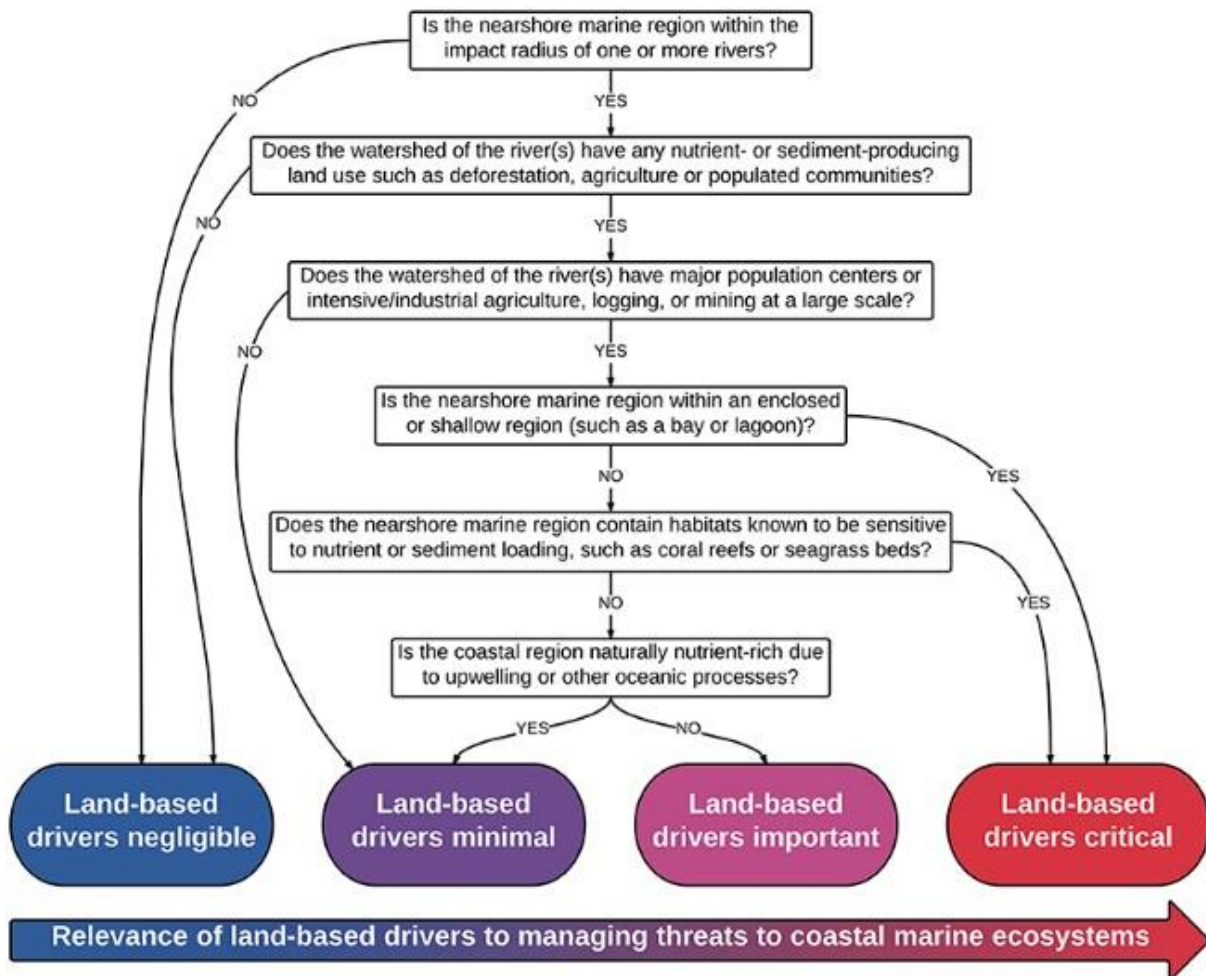 Is the nearshore marine region within the
impact radius of one or more rivers?
NO
YES
Does the watershed of the river(s) have any nutrient- or sediment-producing
land use such as deforestation, agriculture or populated communities?
NO
YES
Does the watershed of the river(s) have major population centers or
intensive/industrial agriculture, logging, or mining at a large scale?
NO
YES
Is the nearshore marine region within an enclosed
or shallow region (such as a bay or lagoon)?
NO
YES
Does the nearshore marine region contain habitats known to be sensitive
to nutrient or sediment loading, such as coral reefs or seagrass beds?
NO
YES
Is the coastal region naturally nutrient-rich due
to upwelling or other oceanic processes?
YES
NO
Land-based
drivers negligible
Land-based
drivers minimal
Land-based
drivers important
Land-based
drivers critical
Relevance of land-based drivers to managing threats to coastal marine ecosystems